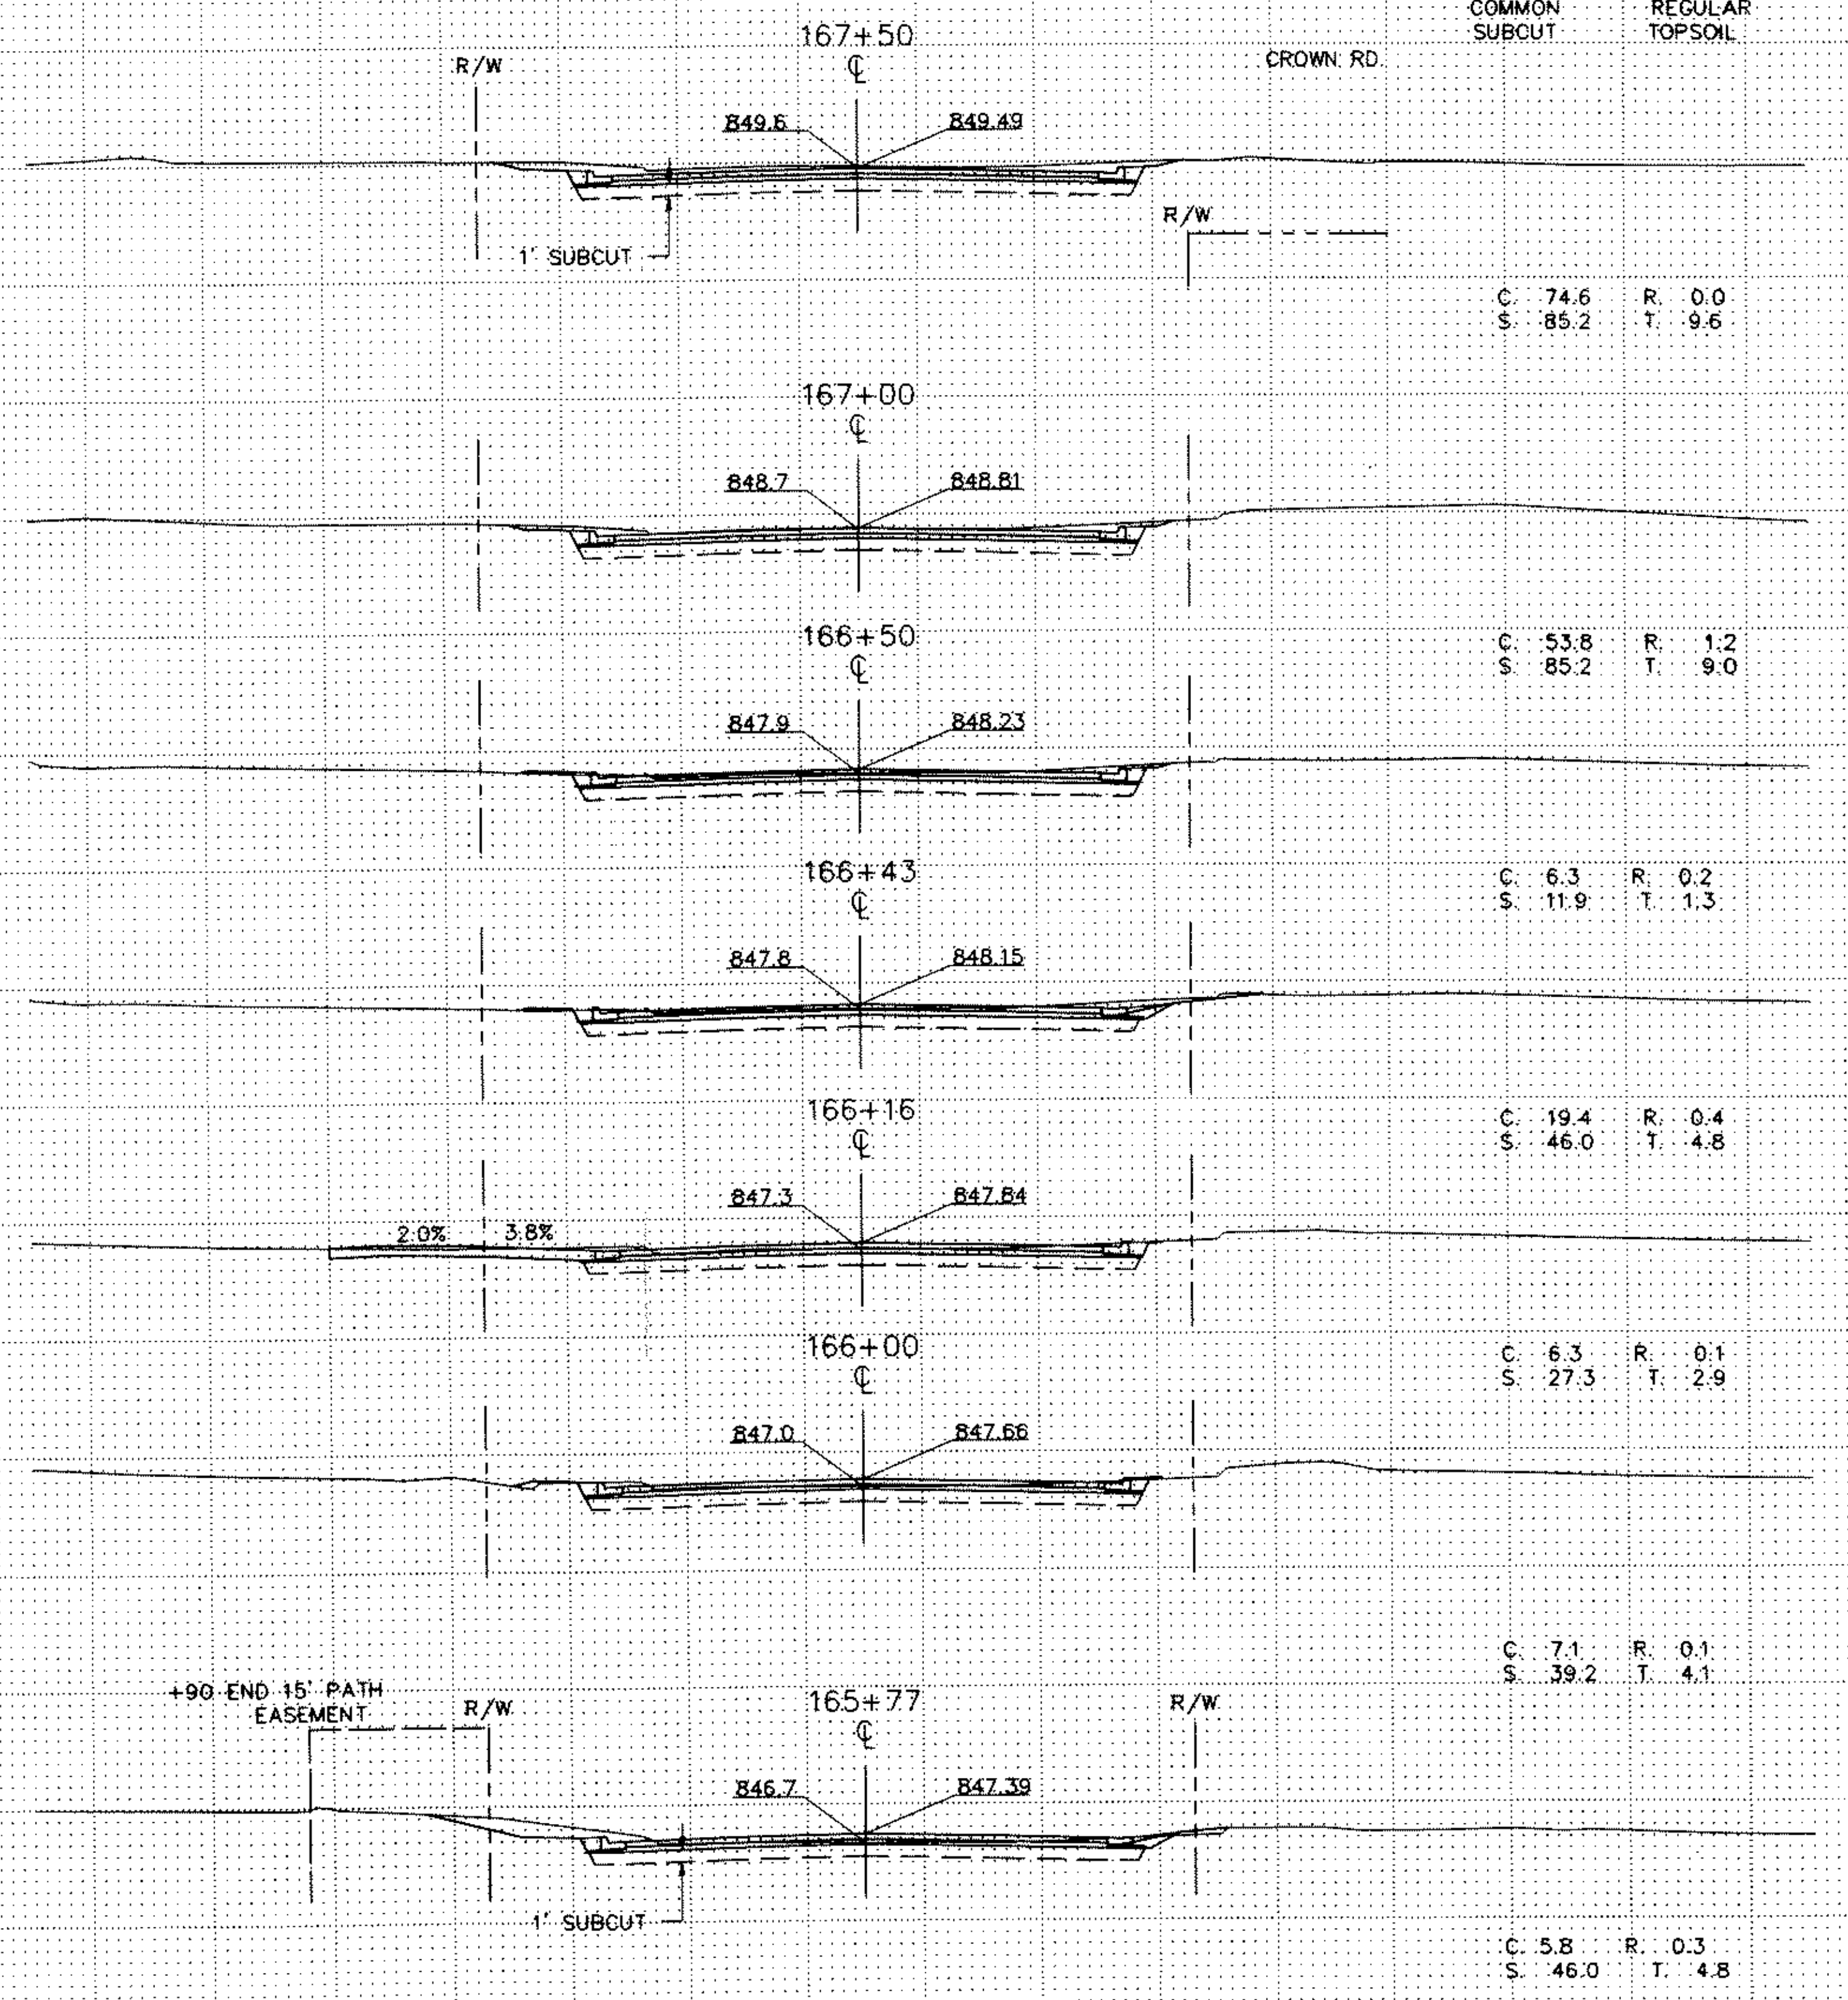 COMMON REGULAR
SUBCUT TOPSOIL
167+50
CROWN RD.
R/W
℄
849.6 849.49
R/W
1' SUBCUT
C. 74.6 R. 0.0
S. 85.2 T. 9.6
167+00
℄
848.7 848.81
166+50
C. 53.8 R. 1.2
℄
S. 85.2 T. 9.0
847.9 848.23
166+43
C. 6.3 R. 0.2
℄
S. 11.9 T. 1.3
847.8 848.15
166+16
C. 19.4 R. 0.4
℄
S. 46.0 T. 4.8
847.3 847.84
2.0% 3.8%
166+00
C. 6.3 R. 0.1
℄
S. 27.3 T. 2.9
847.0 847.66
C. 7.1 R. 0.1
S. 39.2 T. 4.1
+90 END 15' PATH
EASEMENT
R/W
165+77
R/W
℄
846.7 847.39
1' SUBCUT
C. 5.8 R. 0.3
S. 46.0 T. 4.8